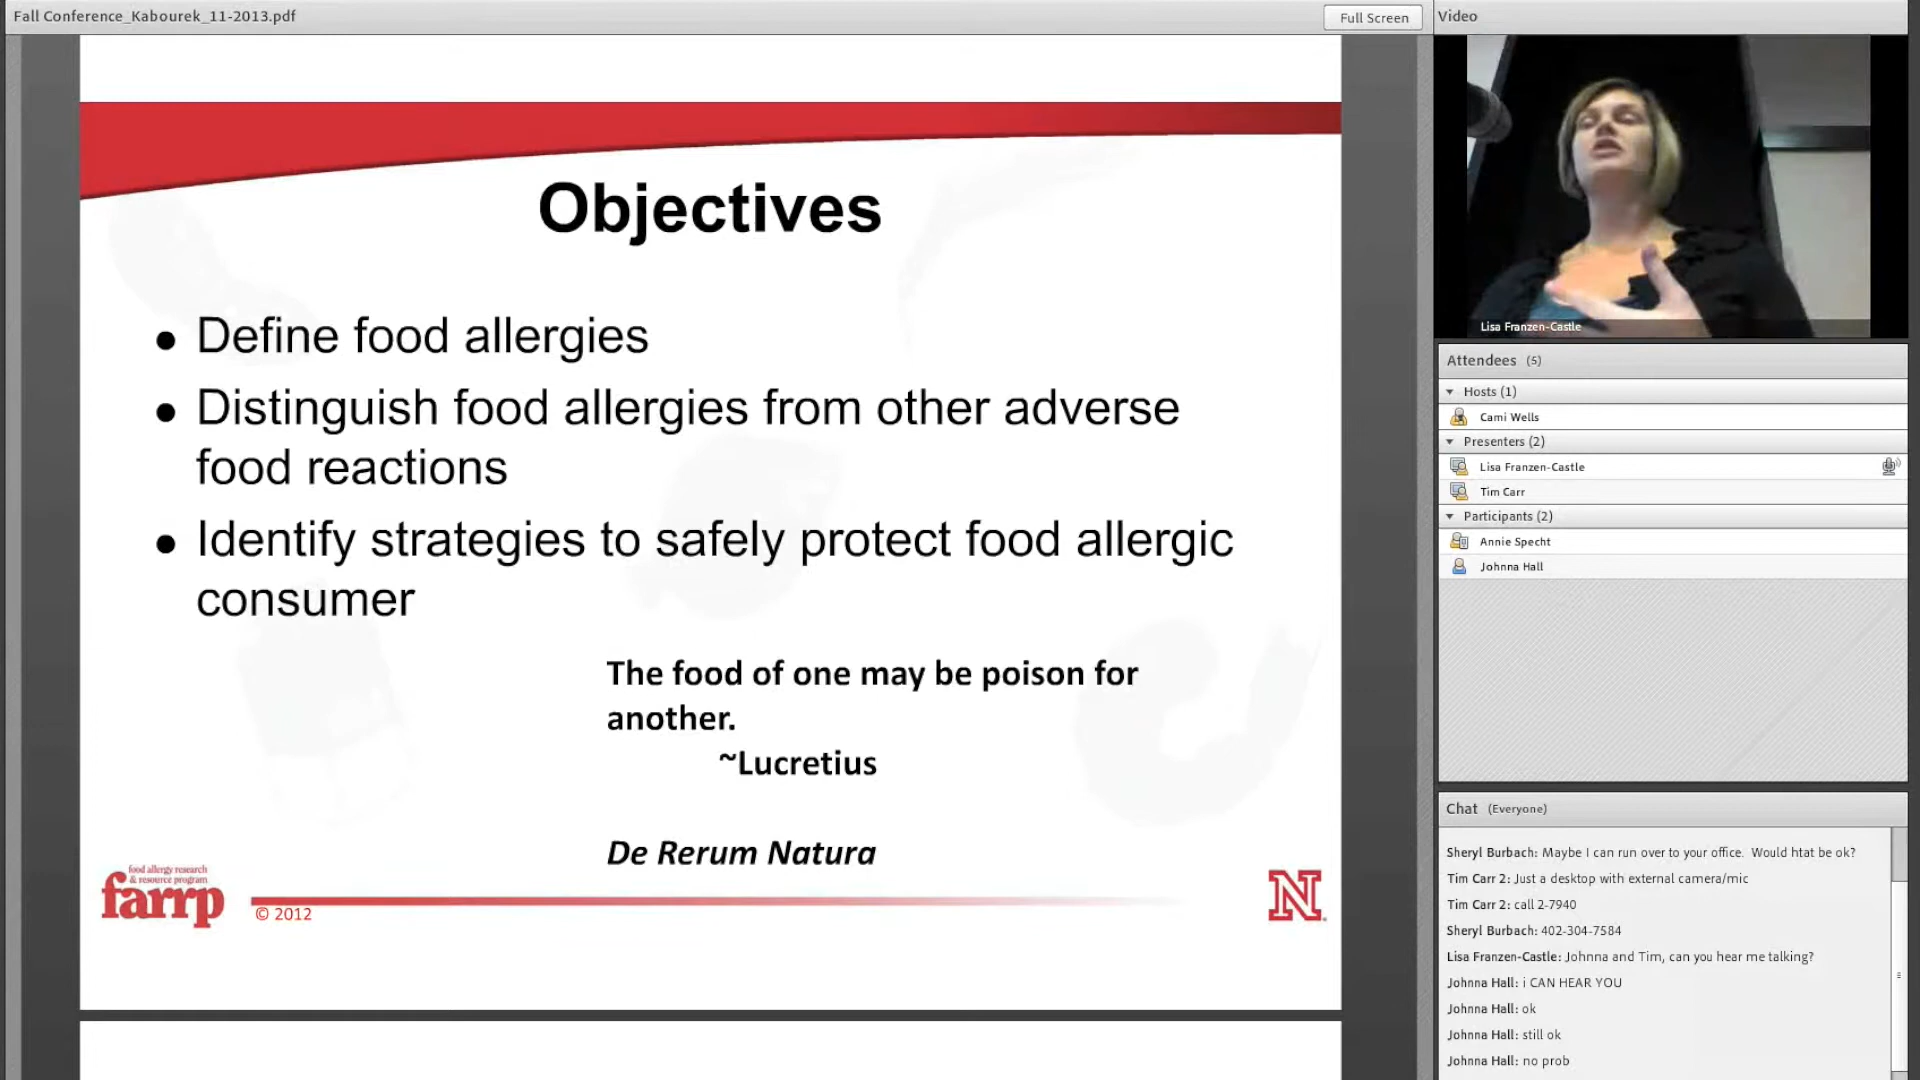 Fall Conference_Kabourek_11-2013.pdf
Full Screen
Objectives
• Define food allergies
• Distinguish food allergies from other adverse
food reactions
• Identify strategies to safely protect food allergic
consumer
The food of one may be poison for
another.
~Lucretius
De Rerum Natura
food allergy research
& resource program
farrp
© 2012
N
Video
Lisa Franzen-Castle
Attendees (5)
Hosts (1)
Cami Wells
Presenters (2)
Lisa Franzen-Castle
Tim Carr
Participants (2)
Annie Specht
Johnna Hall
Chat (Everyone)
Sheryl Burbach: Maybe I can run over to your office. Would htat be ok?
Tim Carr 2: Just a desktop with external camera/mic
Tim Carr 2: call 2-7940
Sheryl Burbach: 402-304-7584
Lisa Franzen-Castle: Johnna and Tim, can you hear me talking?
Johnna Hall: i CAN HEAR YOU
Johnna Hall: ok
Johnna Hall: still ok
Johnna Hall: no prob